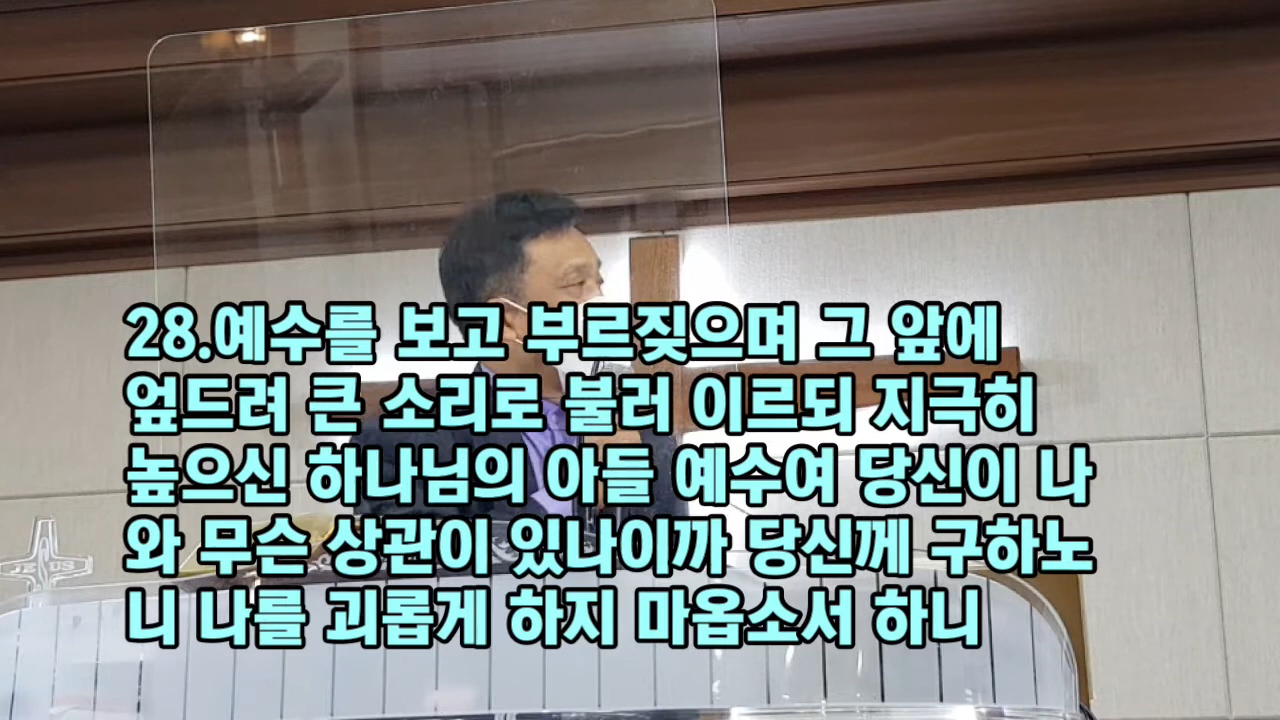 28.예수를 보고 부르짖으며 그 앞에
엎드려 큰 소리로 불러 이르되 지극히
높으신 하나님의 아들 예수여 당신이 나
와 무슨 상관이 있나이까 당신께 구하노
니 나를 괴롭게 하지 마옵소서 하니
JESUS